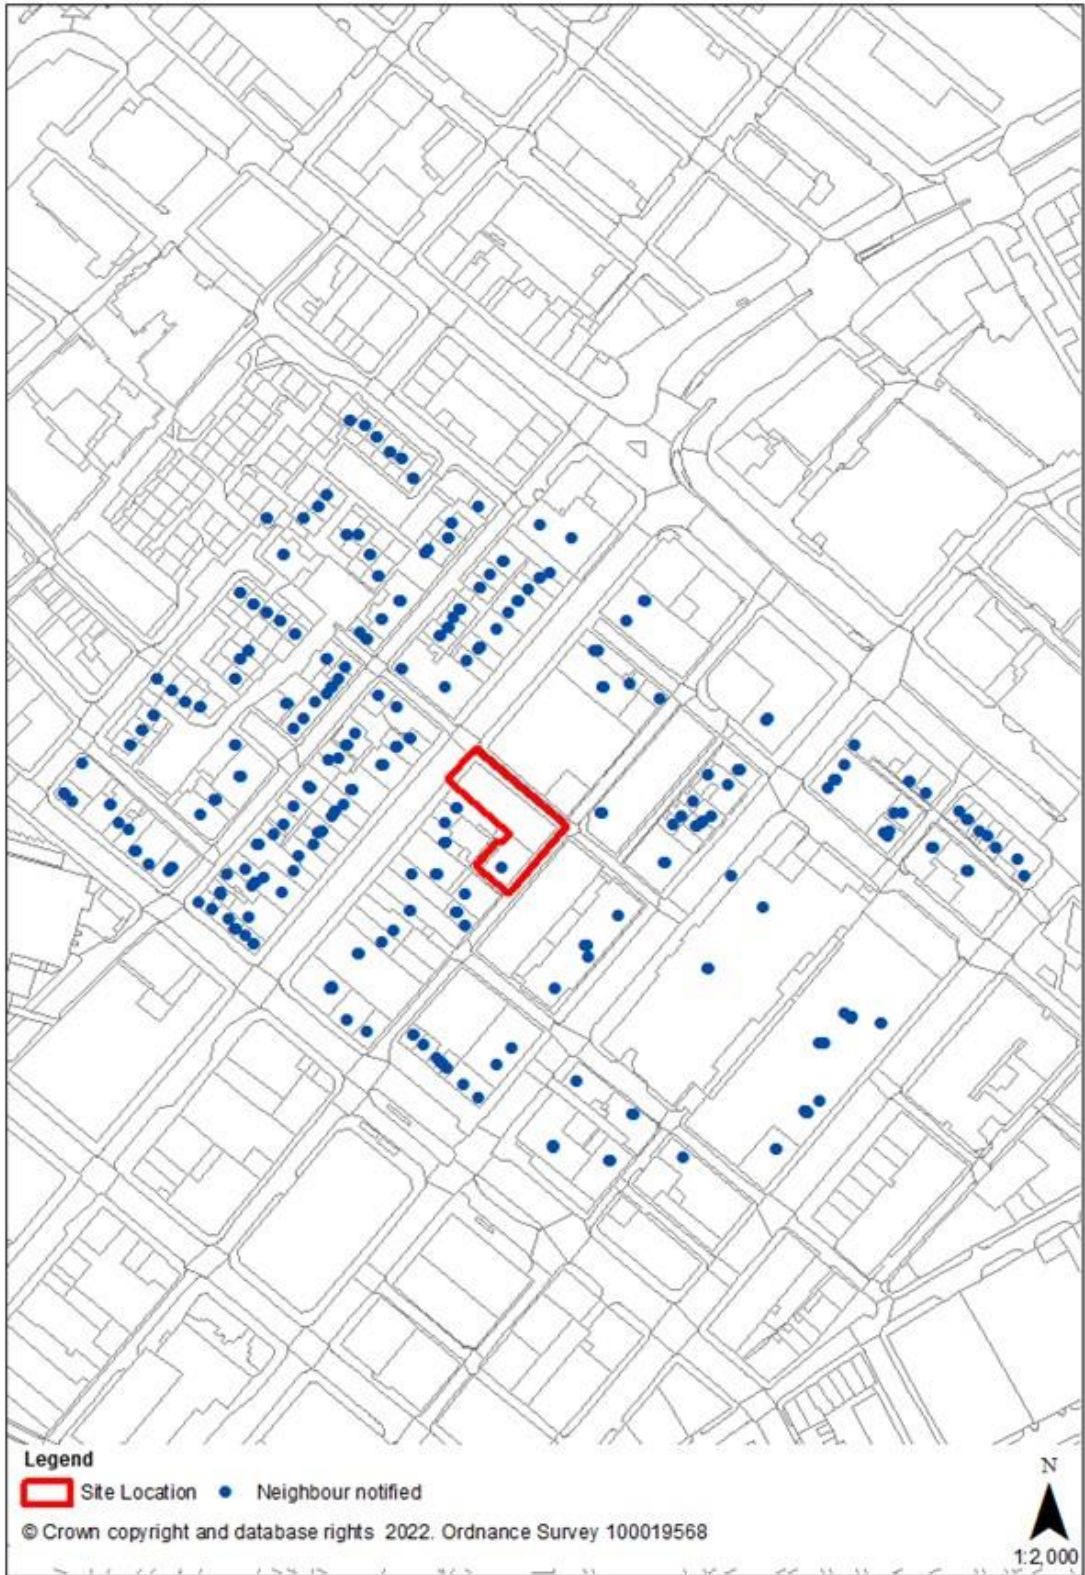 Legend
Site Location
Neighbour notified
© Crown copyright and database rights 2022. Ordnance Survey 100019568
N
1:2,000